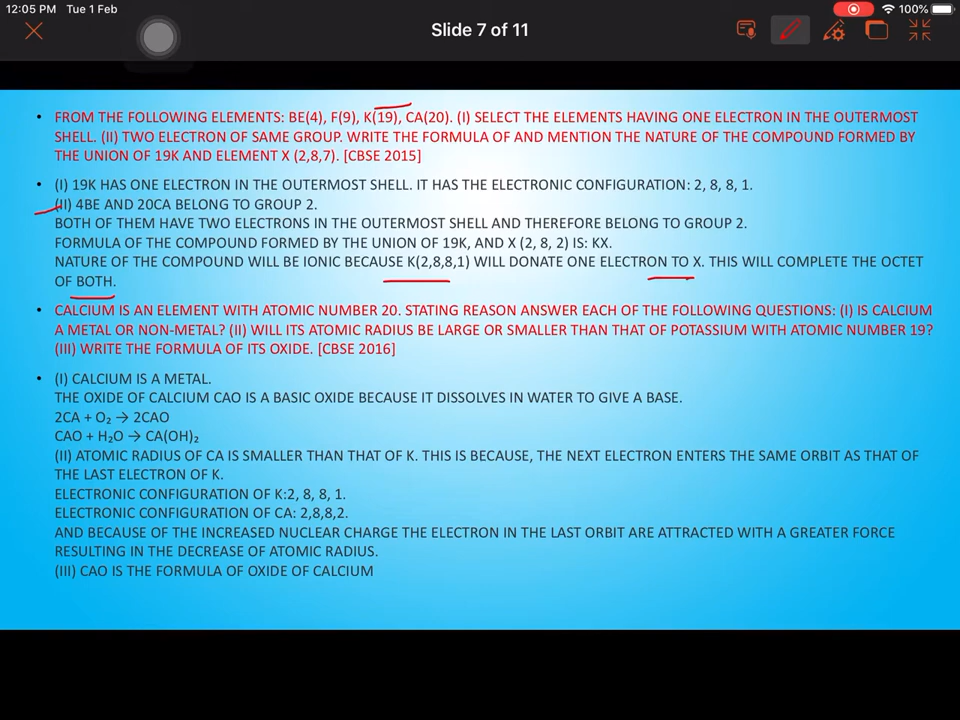 12:05 PM Tue 1 Feb 100%
Slide 7 of 11
• FROM THE FOLLOWING ELEMENTS: BE(4), F(9), K(19), CA(20). (I) SELECT THE ELEMENTS HAVING ONE ELECTRON IN THE OUTERMOST
SHELL. (II) TWO ELECTRON OF SAME GROUP. WRITE THE FORMULA OF AND MENTION THE NATURE OF THE COMPOUND FORMED BY
THE UNION OF 19K AND ELEMENT X (2,8,7). [CBSE 2015]
• (I) 19K HAS ONE ELECTRON IN THE OUTERMOST SHELL. IT HAS THE ELECTRONIC CONFIGURATION: 2, 8, 8, 1.
(II) 4BE AND 20CA BELONG TO GROUP 2.
BOTH OF THEM HAVE TWO ELECTRONS IN THE OUTERMOST SHELL AND THEREFORE BELONG TO GROUP 2.
FORMULA OF THE COMPOUND FORMED BY THE UNION OF 19K, AND X (2, 8, 2) IS: KX.
NATURE OF THE COMPOUND WILL BE IONIC BECAUSE K(2,8,8,1) WILL DONATE ONE ELECTRON TO X. THIS WILL COMPLETE THE OCTET
OF BOTH.
• CALCIUM IS AN ELEMENT WITH ATOMIC NUMBER 20. STATING REASON ANSWER EACH OF THE FOLLOWING QUESTIONS: (I) IS CALCIUM
A METAL OR NON-METAL? (II) WILL ITS ATOMIC RADIUS BE LARGE OR SMALLER THAN THAT OF POTASSIUM WITH ATOMIC NUMBER 19?
(III) WRITE THE FORMULA OF ITS OXIDE. [CBSE 2016]
• (I) CALCIUM IS A METAL.
THE OXIDE OF CALCIUM CAO IS A BASIC OXIDE BECAUSE IT DISSOLVES IN WATER TO GIVE A BASE.
2CA + O₂ → 2CAO
CAO + H₂O → CA(OH)₂
(II) ATOMIC RADIUS OF CA IS SMALLER THAN THAT OF K. THIS IS BECAUSE, THE NEXT ELECTRON ENTERS THE SAME ORBIT AS THAT OF
THE LAST ELECTRON OF K.
ELECTRONIC CONFIGURATION OF K:2, 8, 8, 1.
ELECTRONIC CONFIGURATION OF CA: 2,8,8,2.
AND BECAUSE OF THE INCREASED NUCLEAR CHARGE THE ELECTRON IN THE LAST ORBIT ARE ATTRACTED WITH A GREATER FORCE
RESULTING IN THE DECREASE OF ATOMIC RADIUS.
(III) CAO IS THE FORMULA OF OXIDE OF CALCIUM